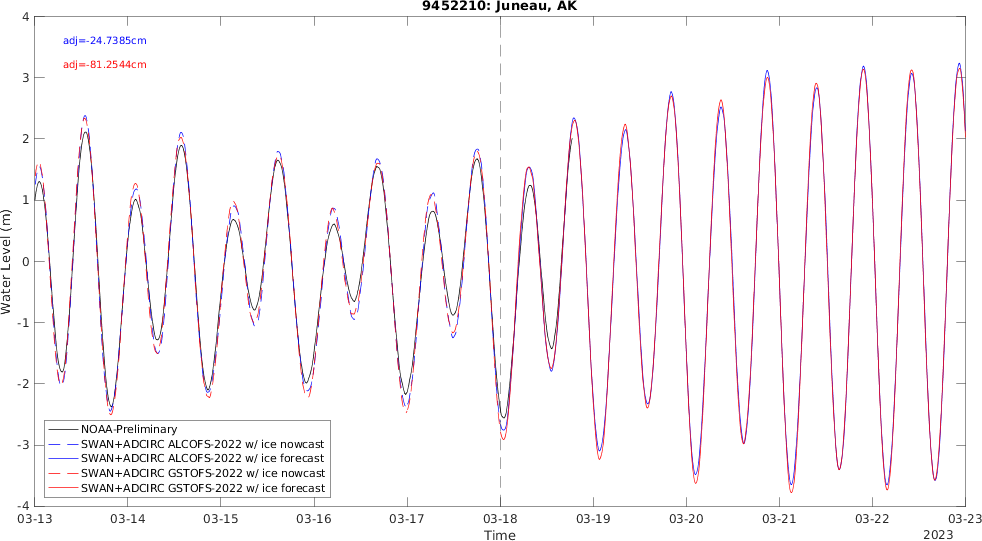 9452210: Juneau, AK
adj=-24.7385cm
adj=-81.2544cm
Water Level (m)
4
3
2
1
0
-1
-2
-3
-4
NOAA-Preliminary
SWAN+ADCIRC ALCOFS-2022 w/ ice nowcast
SWAN+ADCIRC ALCOFS-2022 w/ ice forecast
SWAN+ADCIRC GSTOFS-2022 w/ ice nowcast
SWAN+ADCIRC GSTOFS-2022 w/ ice forecast
03-13 03-14 03-15 03-16 03-17 03-18 03-19 03-20 03-21 03-22 03-23
Time
2023